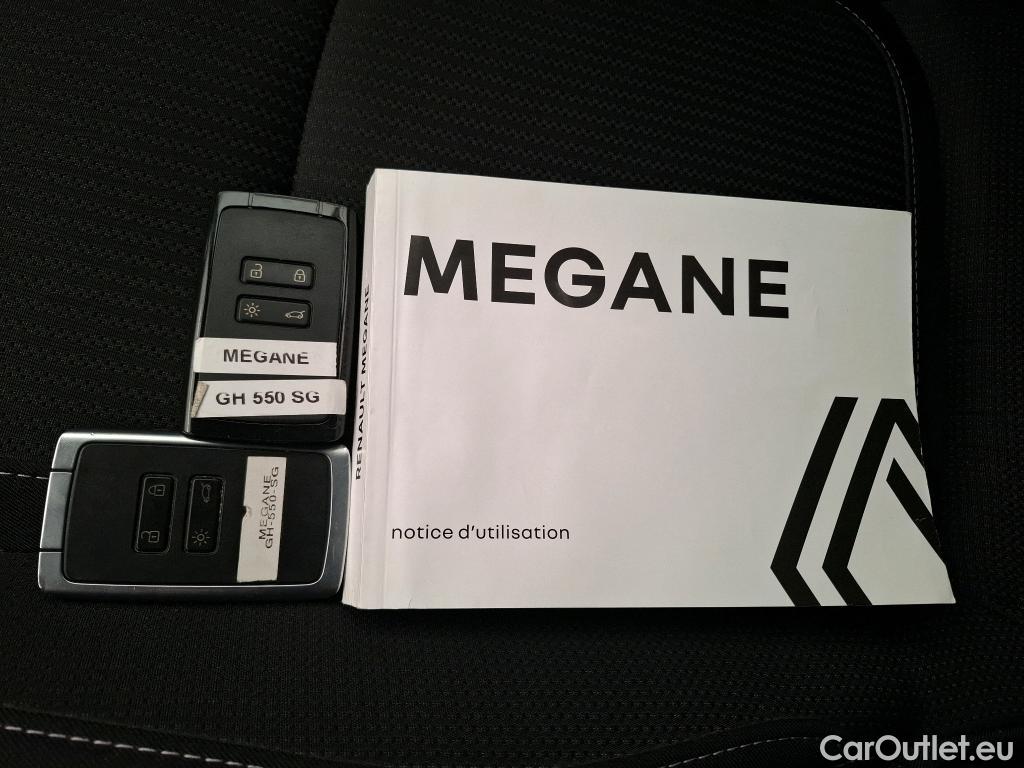 MEGANE
RENAULT MEGANE
notice d'utilisation
MEGANE
GH 550 SG
MEGANE
GH-550-SG
CarOutlet.eu